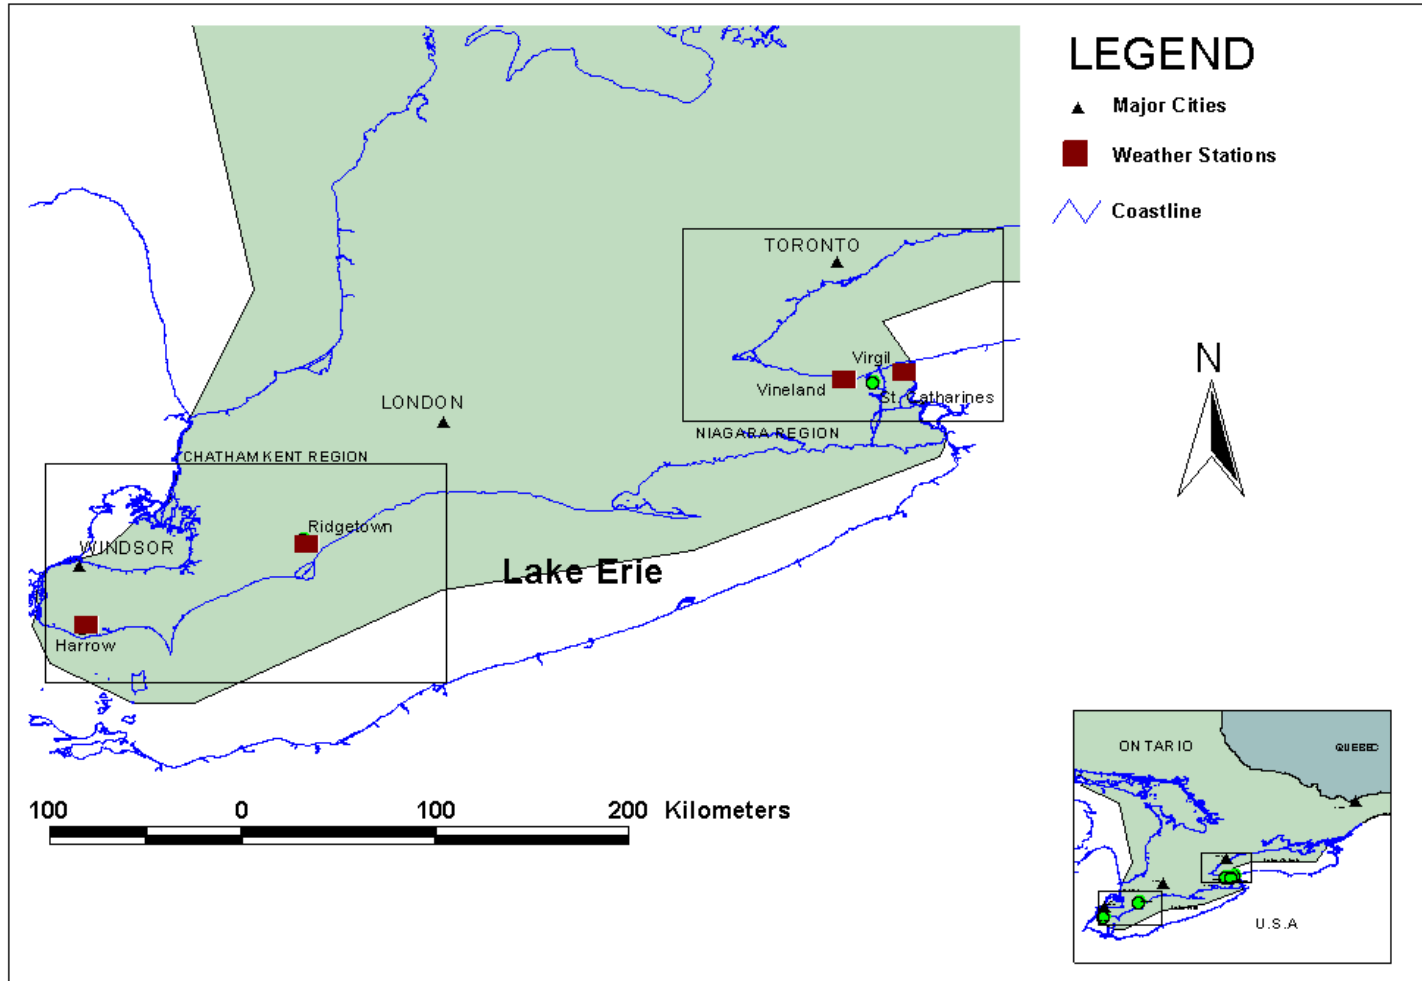 LEGEND
Major Cities
Weather Stations
Coastline
N
TORONTO
Virgil
Vineland
St. Catharines
NIAGARA REGION
LONDON
CHATHAM KENT REGION
Ridgetown
WINDSOR
Harrow
Lake Erie
100 0 100 200 Kilometers
ONTARIO
QUEBEC
U.S.A